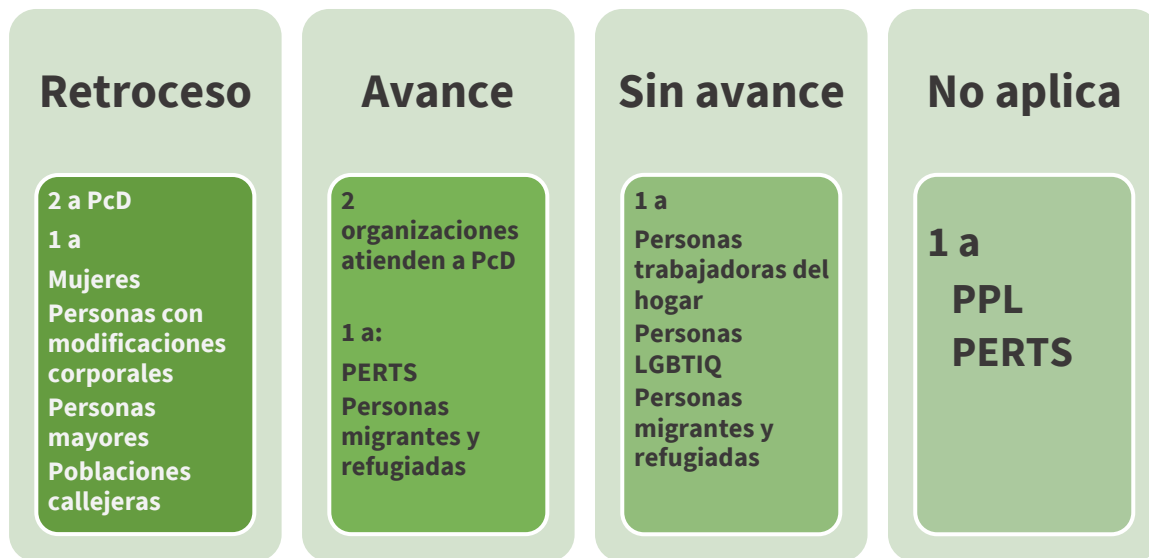 Retroceso
2 a PcD
1 a
Mujeres
Personas con
modificaciones
corporales
Personas
mayores
Poblaciones
callejeras
Avance
2
organizaciones
atienden a PcD
1 a:
PERTS
Personas
migrantes y
refugiadas
Sin avance
1 a
Personas
trabajadoras del
hogar
Personas
LGBTIQ
Personas
migrantes y
refugiadas
No aplica
1 a
PPL
PERTS